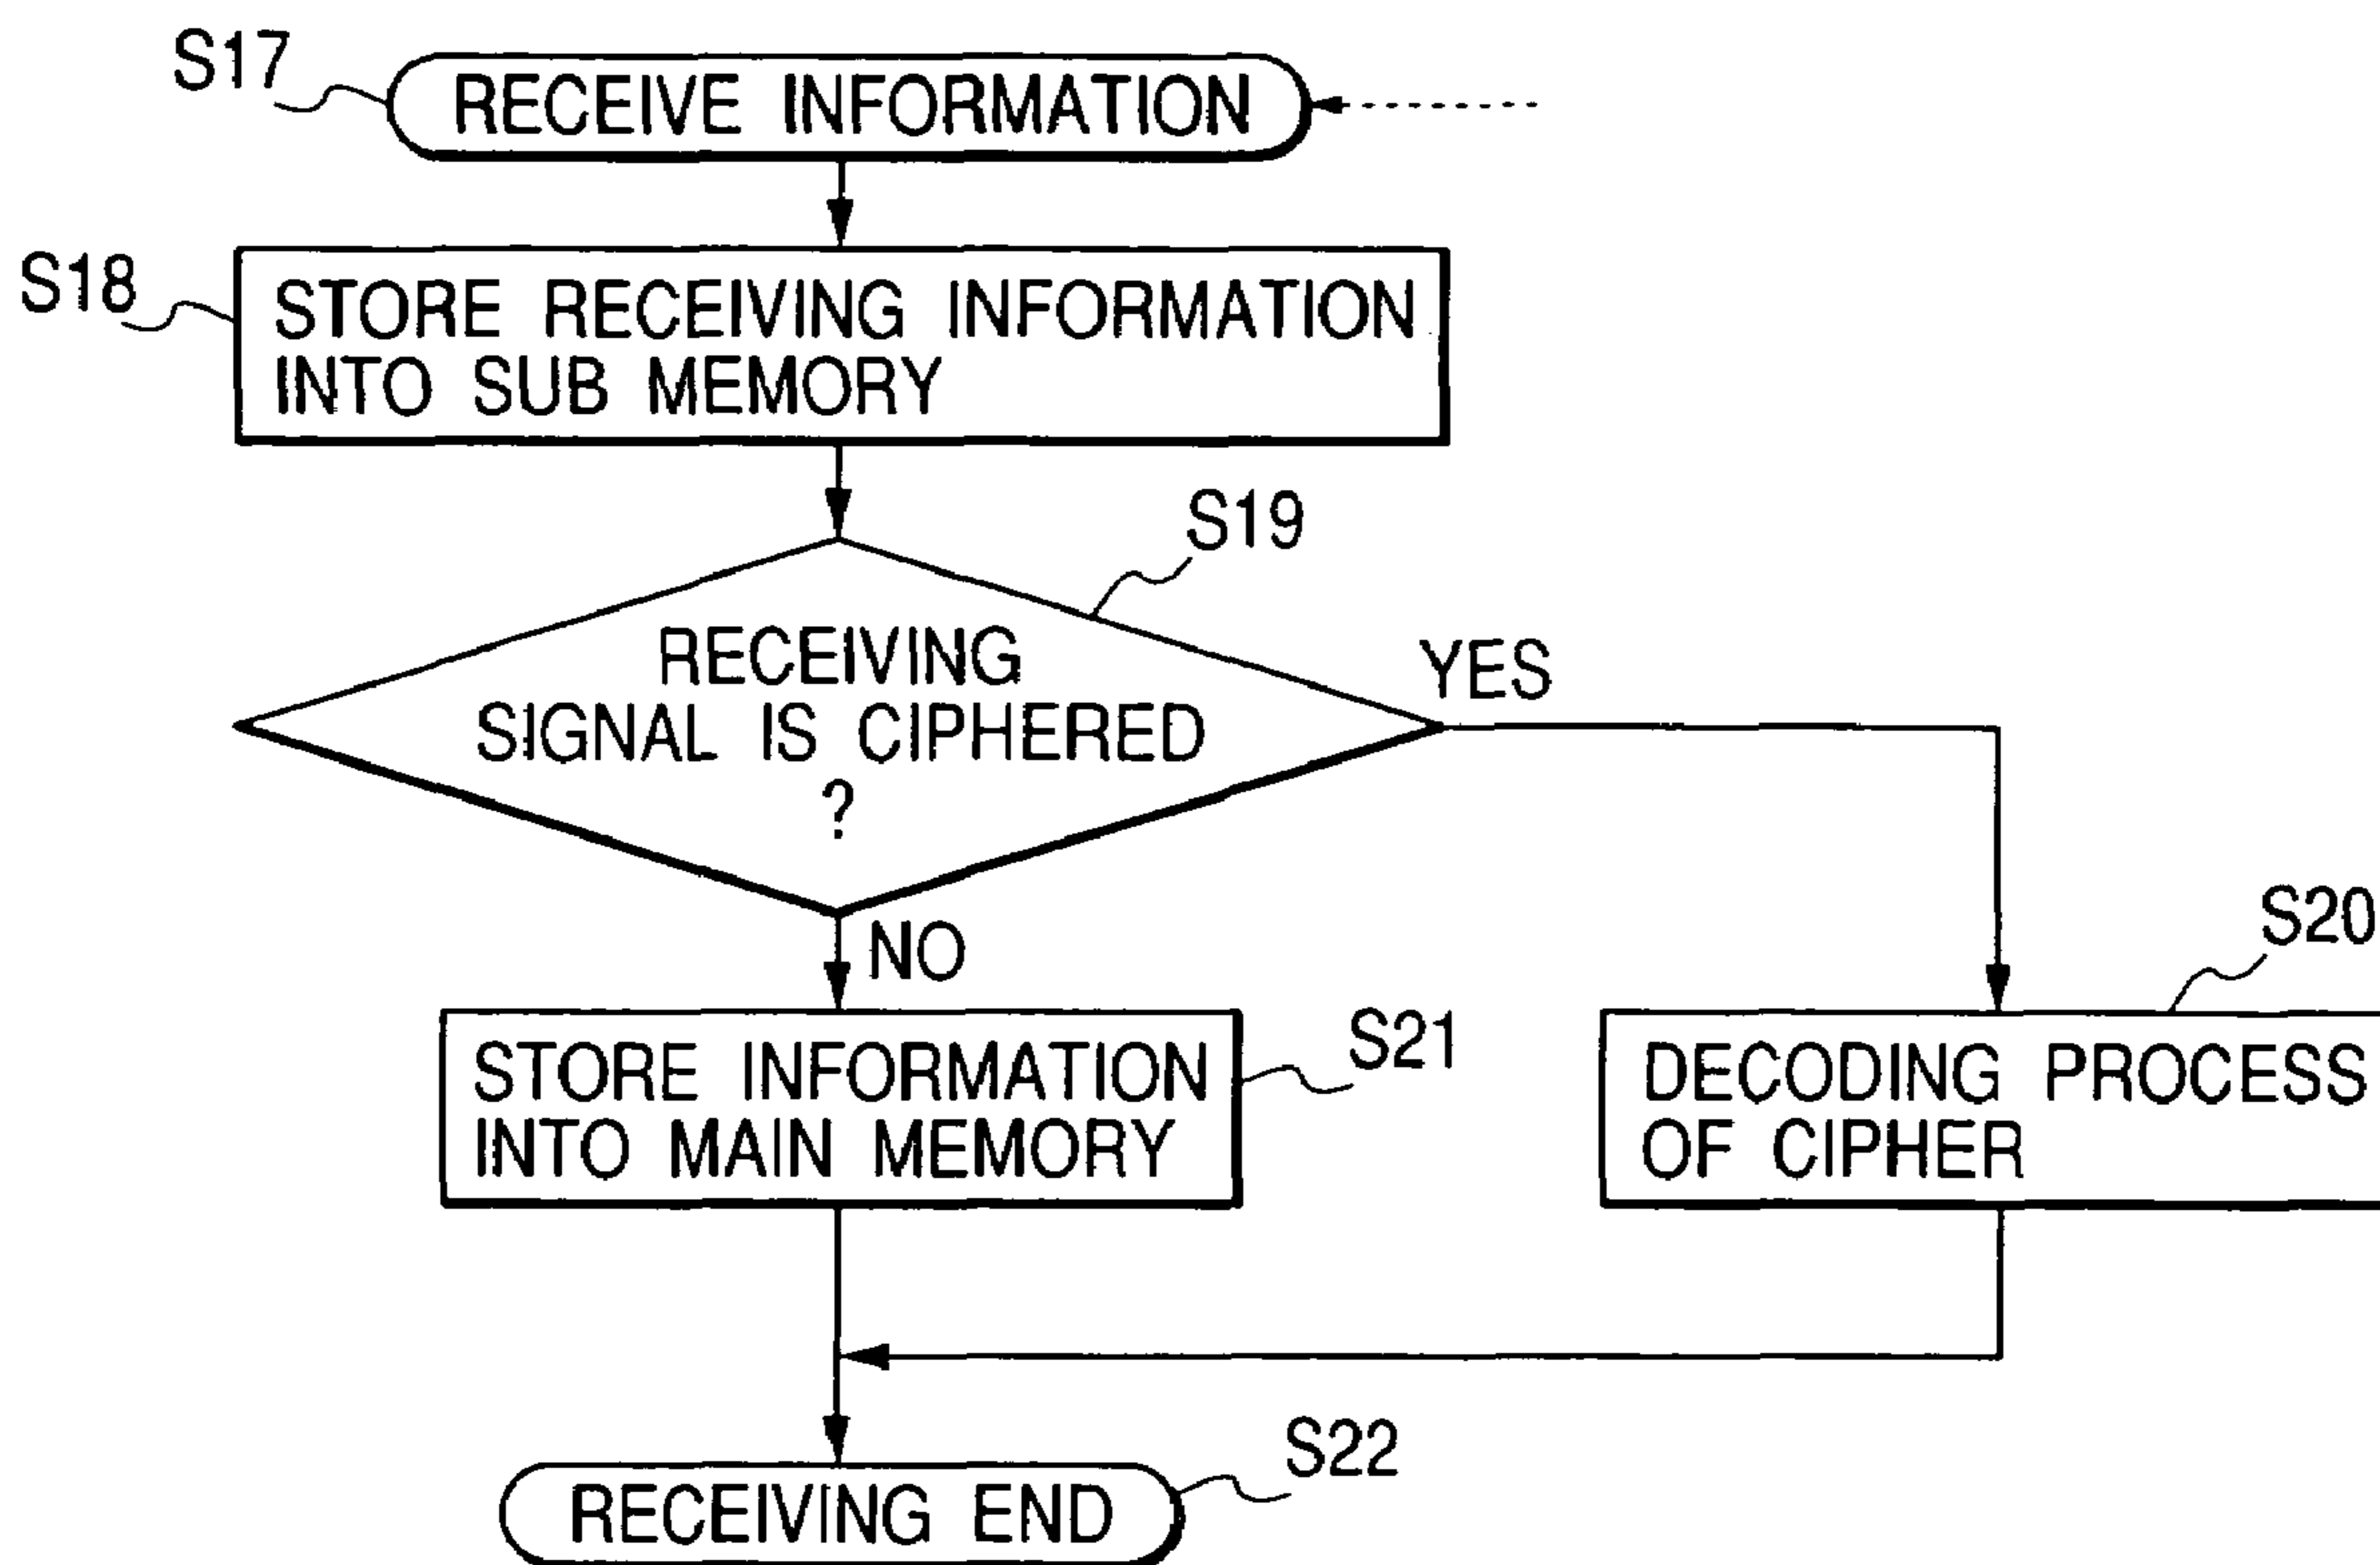 S17
RECEIVE INFORMATION
S18
STORE RECEIVING INFORMATION
INTO SUB MEMORY
S19
RECEIVING
SIGNAL IS CIPHERED
?
YES
NO
S20
S21
STORE INFORMATION
INTO MAIN MEMORY
DECODING PROCESS
OF CIPHER
S22
RECEIVING END